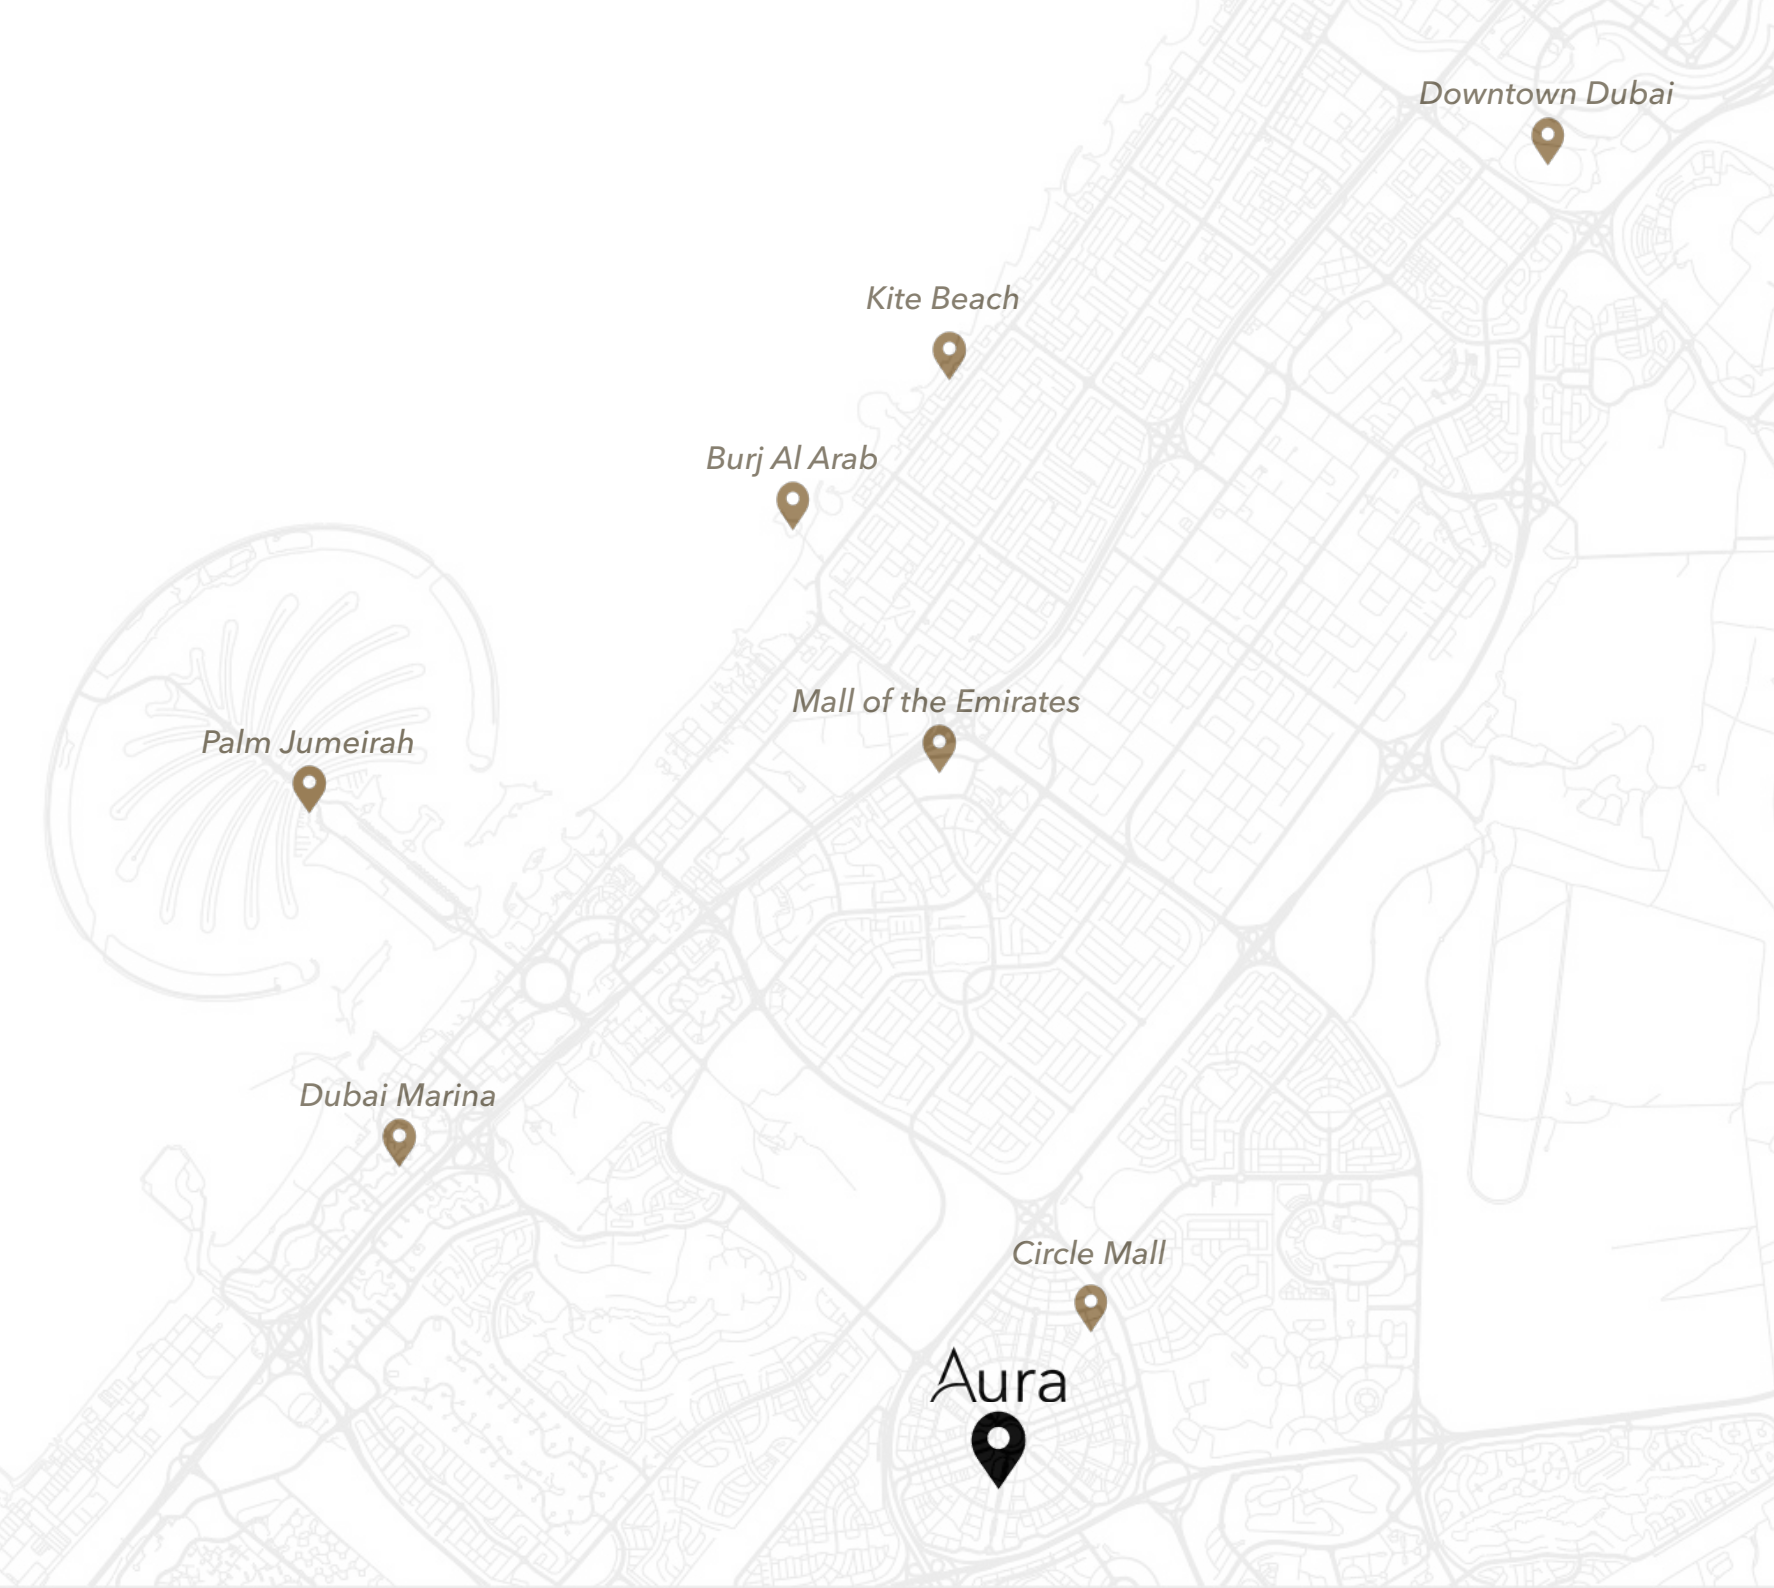 Downtown Dubai
Kite Beach
Burj Al Arab
Mall of the Emirates
Palm Jumeirah
Dubai Marina
Circle Mall
Aura